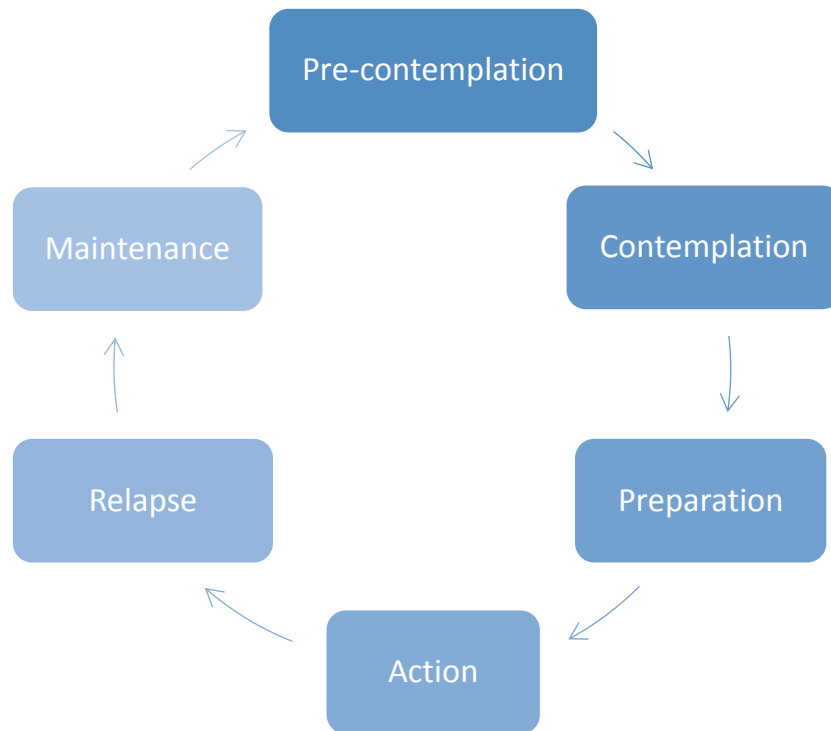 Pre-contemplation
Contemplation
Preparation
Action
Relapse
Maintenance